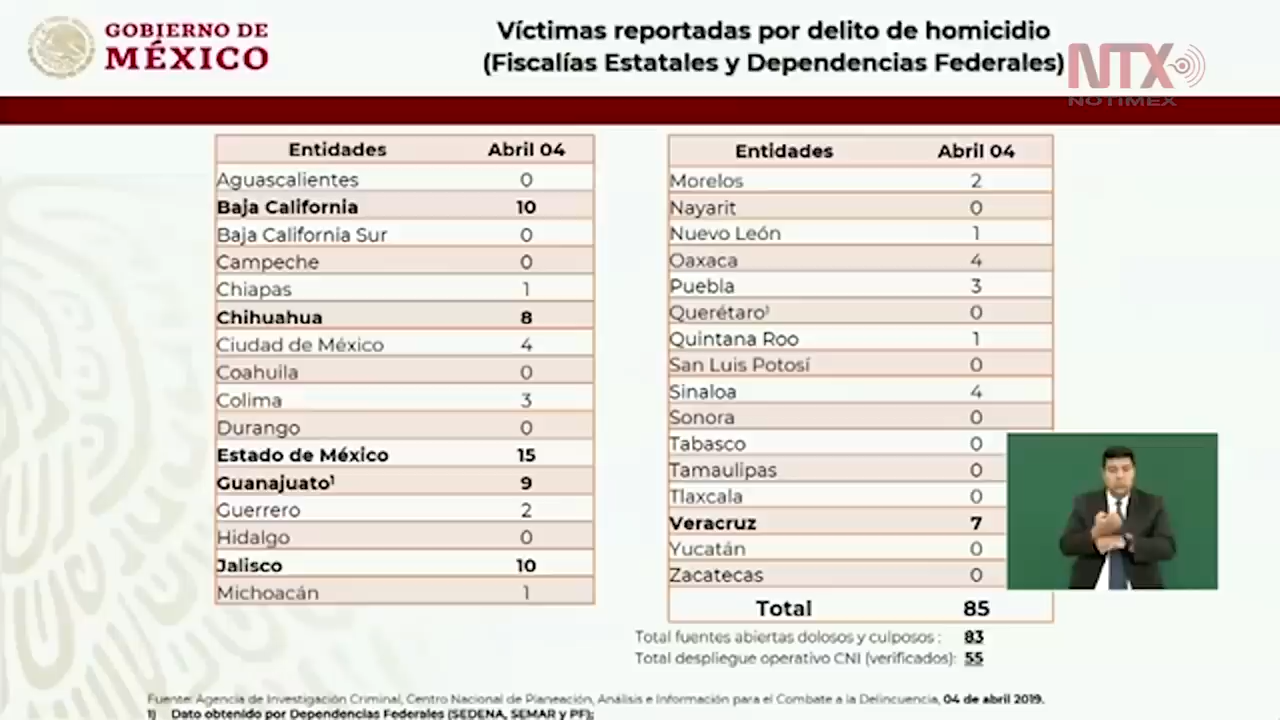 GOBIERNO DE
MÉXICO
Víctimas reportadas por delito de homicidio
(Fiscalías Estatales y Dependencias Federales)
NTX
NOTIMEX
Entidades Abril 04
Aguascalientes 0
Baja California 10
Baja California Sur 0
Campeche 0
Chiapas 1
Chihuahua 8
Ciudad de México 4
Coahuila 0
Colima 3
Durango 0
Estado de México 15
Guanajuato¹ 9
Guerrero 2
Hidalgo 0
Jalisco 10
Michoacán 1
Entidades Abril 04
Morelos 2
Nayarit 0
Nuevo León 1
Oaxaca 4
Puebla 3
Querétaro¹ 0
Quintana Roo 1
San Luis Potosí 0
Sinaloa 4
Sonora 0
Tabasco 0
Tamaulipas 0
Tlaxcala 0
Veracruz 7
Yucatán 0
Zacatecas 0
Total 85
Total fuentes abiertas dolosos y culposos : 83
Total despliegue operativo CNI (verificados): 55
Fuente: Agencia de Investigación Criminal, Centro Nacional de Planeación, Análisis e Información para el Combate a la Delincuencia, 04 de abril 2019.
1) Dato obtenido por Dependencias Federales (SEDENA, SEMAR y PF);